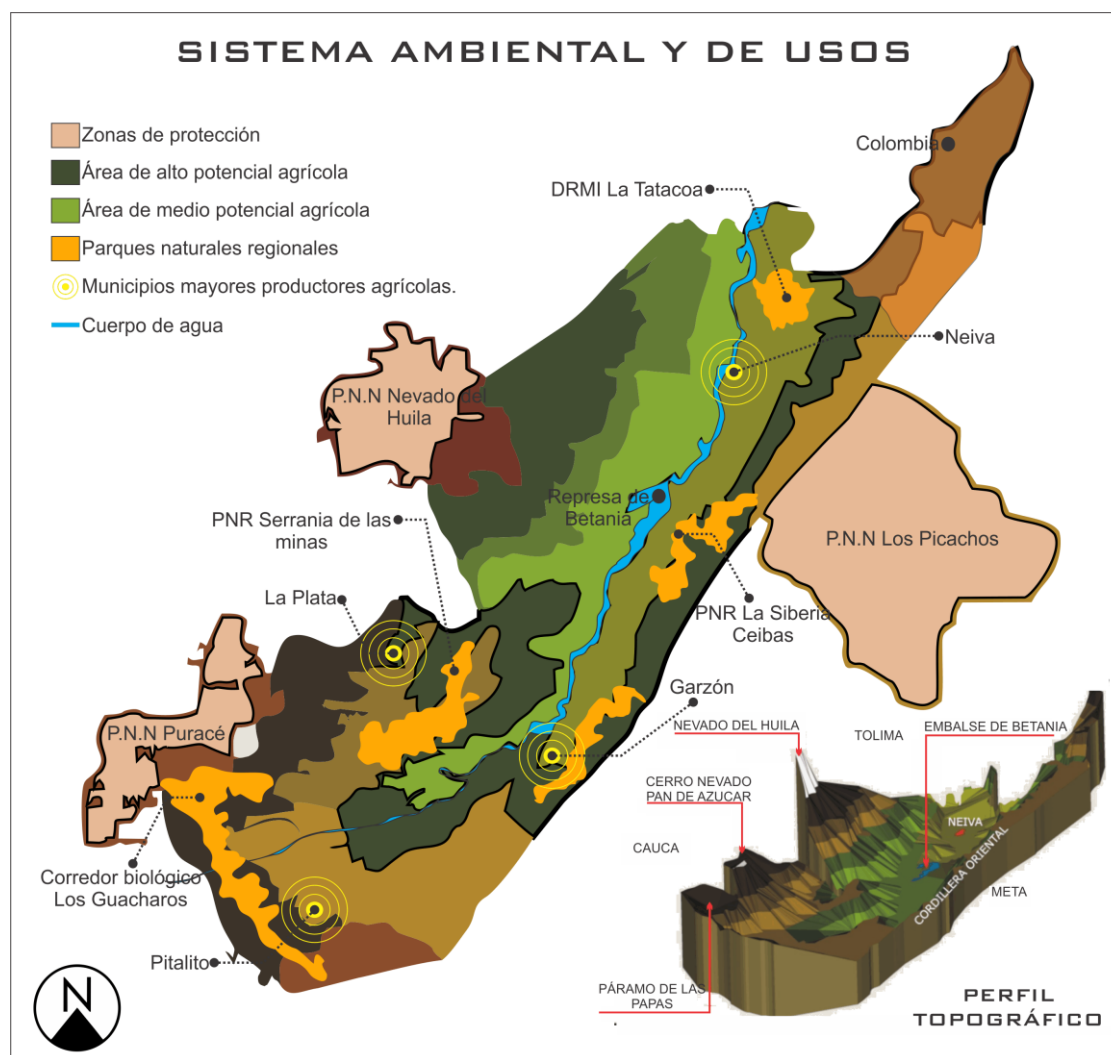 SISTEMA AMBIENTAL Y DE USOS
Zonas de protección
Área de alto potencial agrícola
Área de medio potencial agrícola
Parques naturales regionales
Municipios mayores productores agrícolas.
Cuerpo de agua
Colombia
DRMI La Tatacoa
Neiva
P.N.N Nevado del
Huila
Represa de
Betania
PNR Serrania de las
minas
P.N.N Los Picachos
La Plata
PNR La Siberia
Ceibas
Garzón
P.N.N Puracé
Corredor biológico
Los Guacharos
Pitalito
N
NEVADO DEL HUILA
TOLIMA
EMBALSE DE BETANIA
CERRO NEVADO
PAN DE AZUCAR
NEIVA
CAUCA
CORDILLERA ORIENTAL
META
PÁRAMO DE LAS
PAPAS
PERFIL
TOPOGRÁFICO